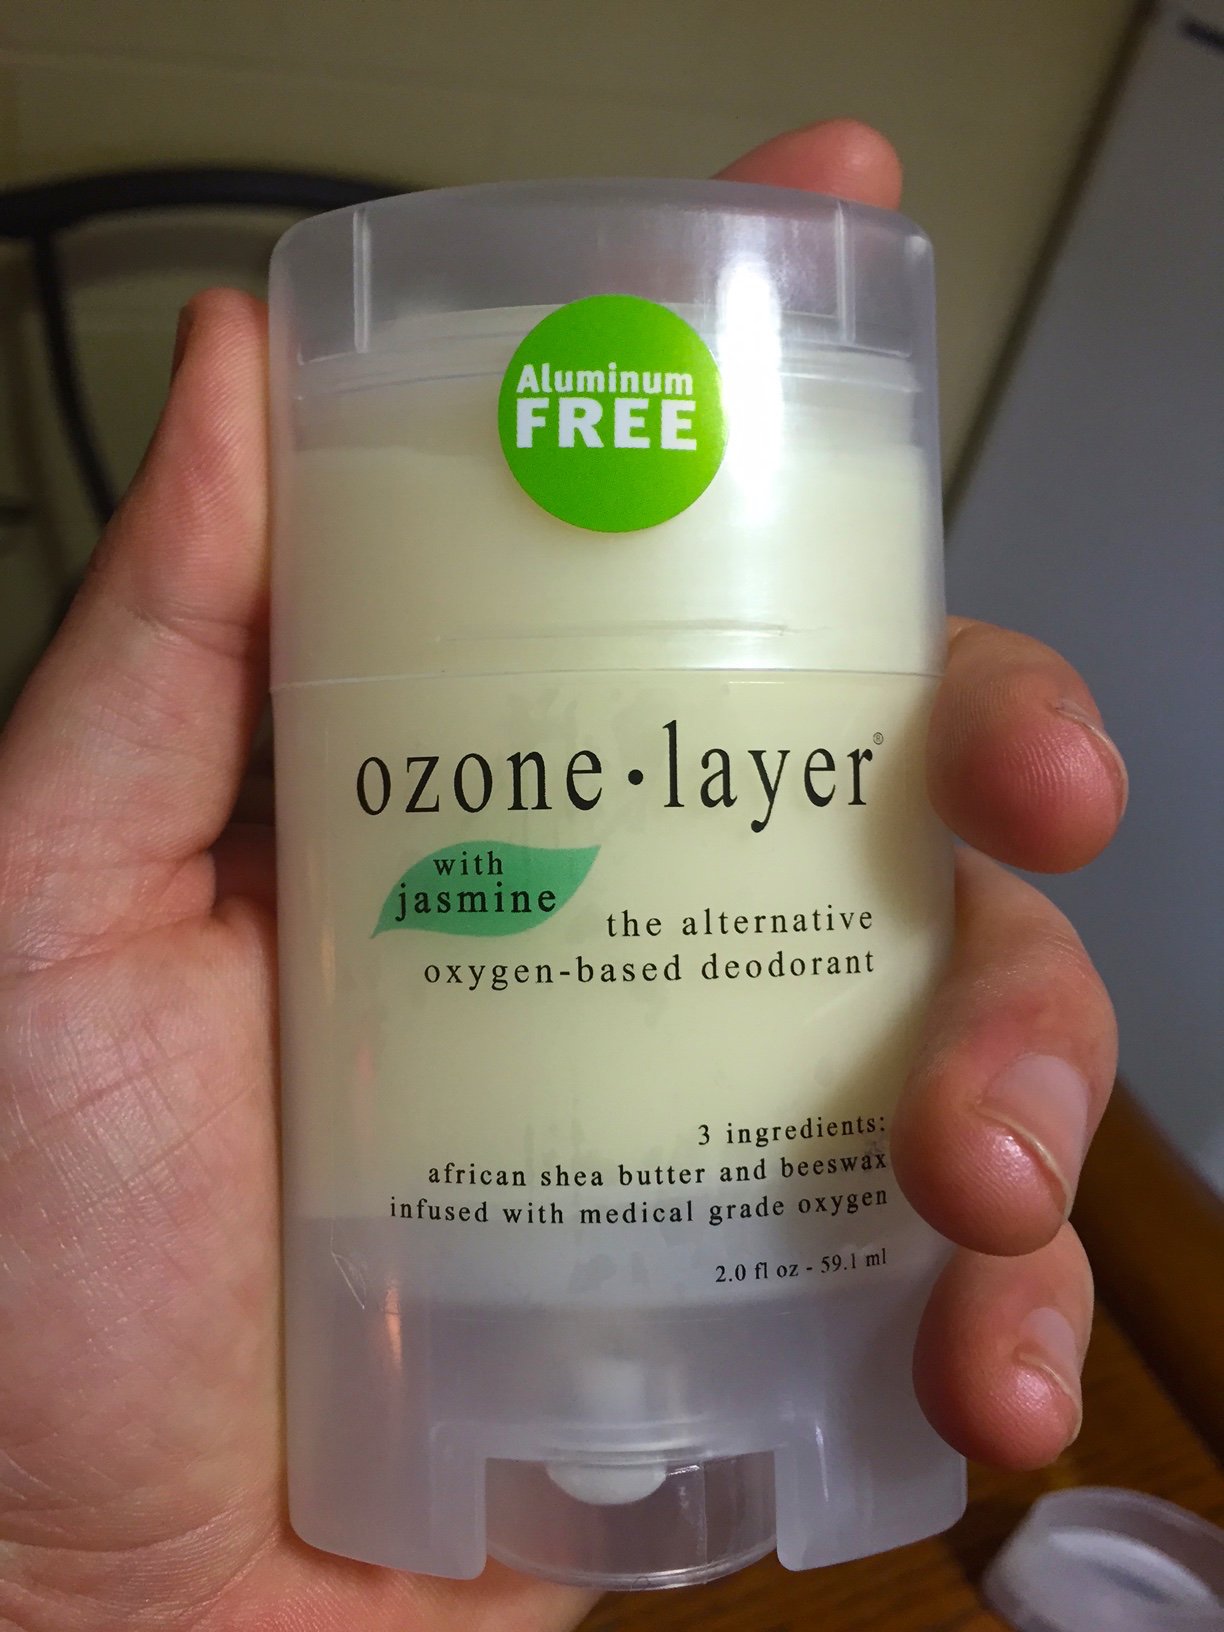 Aluminum
FREE
ozone·layer®
with
jasmine
the alternative
oxygen-based deodorant
3 ingredients:
african shea butter and beeswax
infused with medical grade oxygen
2.0 fl oz - 59.1 ml